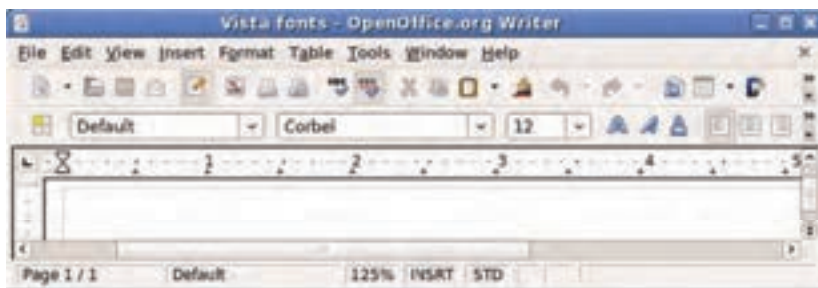 Vista fonts - OpenOffice.org Writer
File Edit View Insert Format Table Tools Window Help
Default Corbel 12
1 2 3 4 5
Page 1 / 1 Default 125% INSRT STD